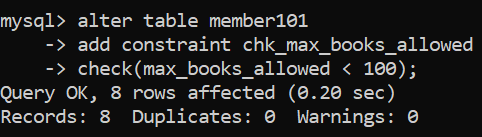 mysql> alter table member101
    -> add constraint chk_max_books_allowed
    -> check(max_books_allowed < 100);
Query OK, 8 rows affected (0.20 sec)
Records: 8  Duplicates: 0  Warnings: 0